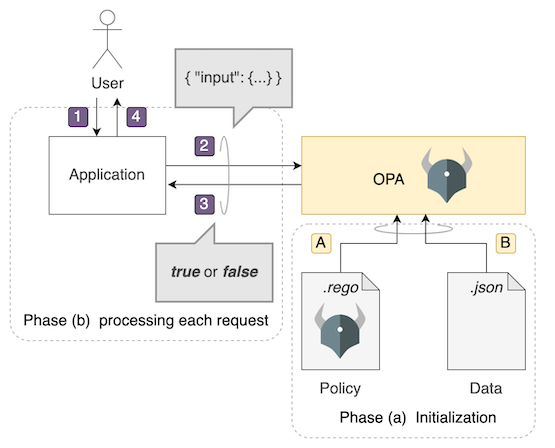 User
{ "input": {...} }
1
4
2
Application
OPA
3
A
B
true or false
.rego
.json
Phase (b)  processing each request
Policy
Data
Phase (a)  Initialization